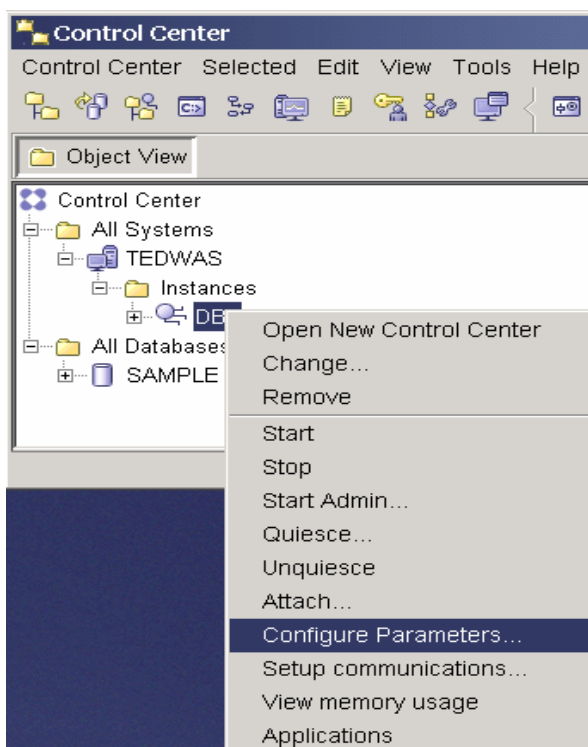 Control Center
Control Center Selected Edit View Tools Help
Object View
Control Center
All Systems
TEDWAS
Instances
DB
All Databases
SAMPLE
Open New Control Center
Change...
Remove
Start
Stop
Start Admin...
Quiesce...
Unquiesce
Attach...
Configure Parameters...
Setup communications...
View memory usage
Applications